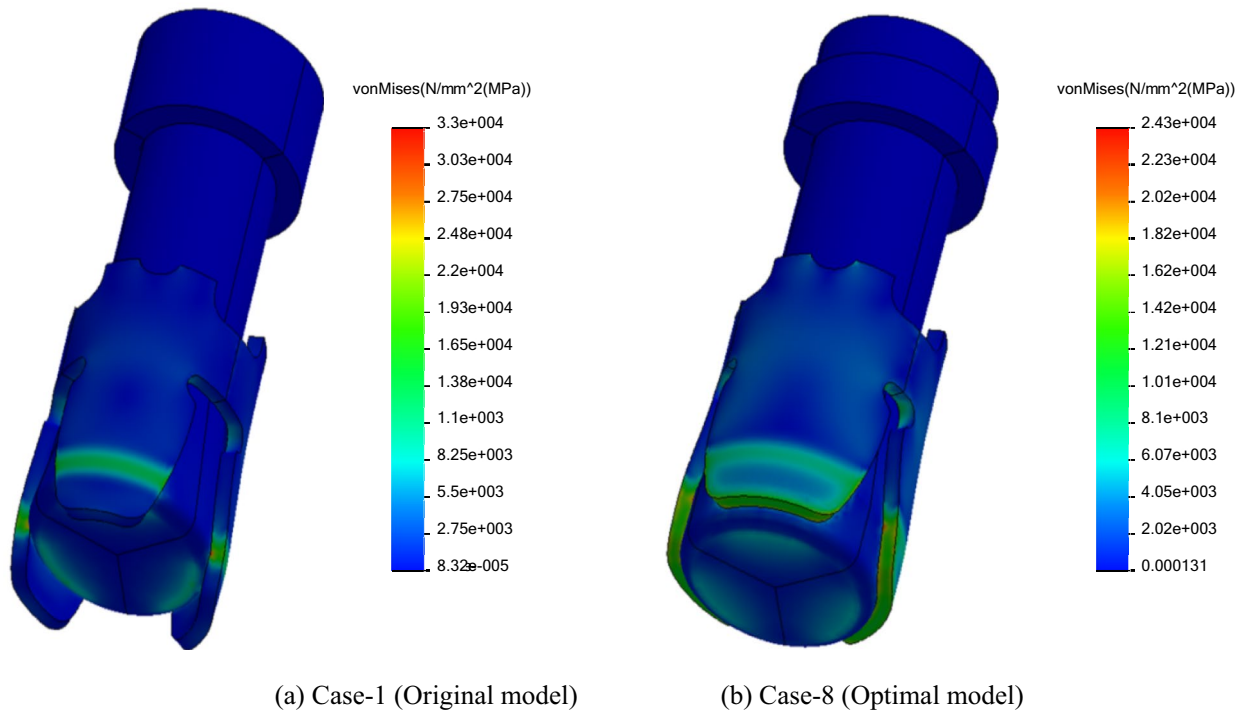 vonMises(N/mm^2(MPa))
3.3e+004
3.03e+004
2.75e+004
2.48e+004
2.2e+004
1.93e+004
1.65e+004
1.38e+004
1.1e+003
8.25e+003
5.5e+003
2.75e+003
8.32e-005
vonMises(N/mm^2(MPa))
2.43e+004
2.23e+004
2.02e+004
1.82e+004
1.62e+004
1.42e+004
1.21e+004
1.01e+004
8.1e+003
6.07e+003
4.05e+003
2.02e+003
0.000131
(a) Case-1 (Original model)
(b) Case-8 (Optimal model)